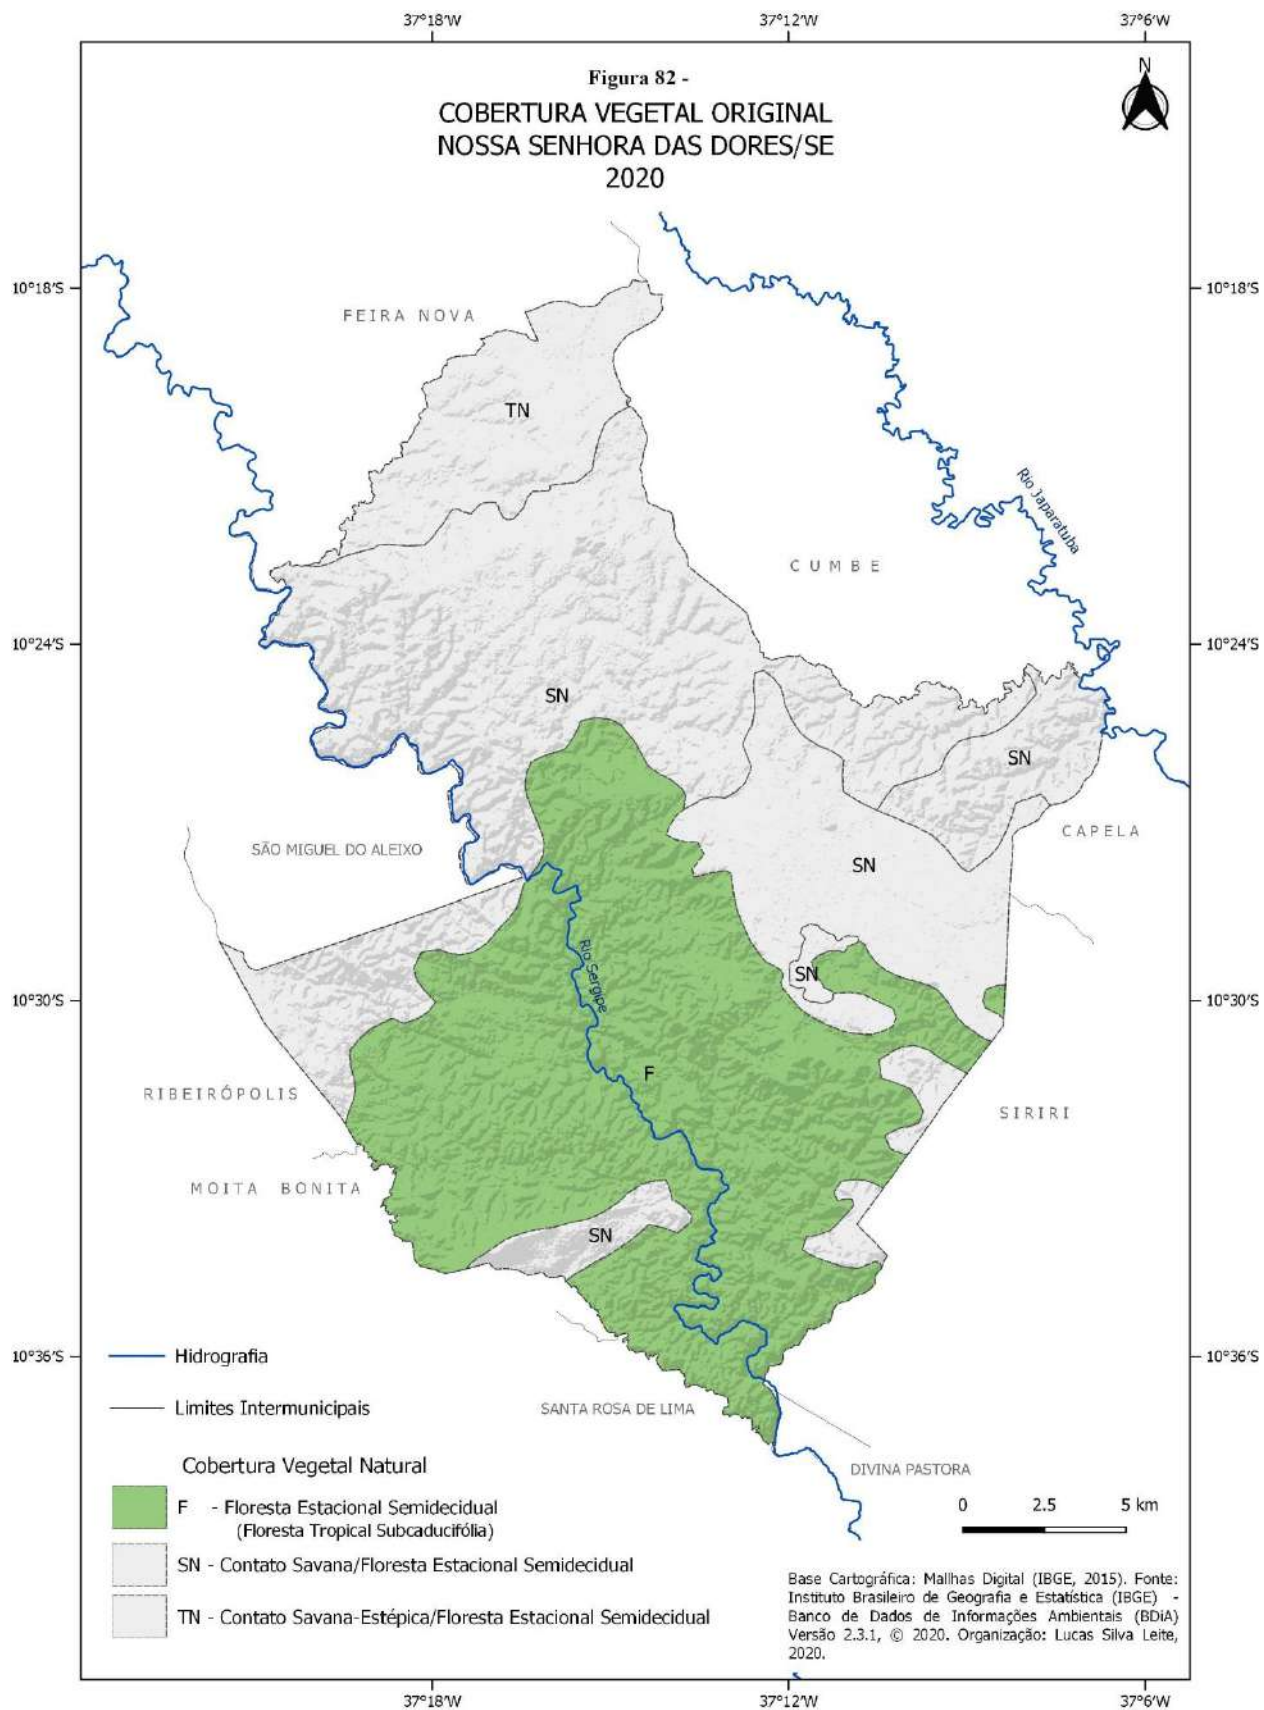 37°18'W
37°12'W
37°6'W
Figura 82 -
COBERTURA VEGETAL ORIGINAL
NOSSA SENHORA DAS DORES/SE
2020
N
10°18'S
10°18'S
FEIRA NOVA
TN
Rio Japaratuba
CUMBE
10°24'S
10°24'S
SN
SN
CAPELA
SÃO MIGUEL DO ALEIXO
SN
Rio Sergipe
SN
10°30'S
10°30'S
F
RIBEIRÓPOLIS
SIRIRI
MOITA BONITA
SN
10°36'S
10°36'S
Hidrografia
Limites Intermunicipais
SANTA ROSA DE LIMA
DIVINA PASTORA
Cobertura Vegetal Natural
F - Floresta Estacional Semidecidual
(Floresta Tropical Subcaducifólia)
SN - Contato Savana/Floresta Estacional Semidecidual
TN - Contato Savana-Estépica/Floresta Estacional Semidecidual
0 2.5 5 km
Base Cartográfica: Mallhas Digital (IBGE, 2015). Fonte:
Instituto Brasileiro de Geografia e Estatística (IBGE) -
Banco de Dados de Informações Ambientais (BDiA)
Versão 2.3.1, © 2020. Organização: Lucas Silva Leite,
2020.
37°18'W
37°12'W
37°6'W